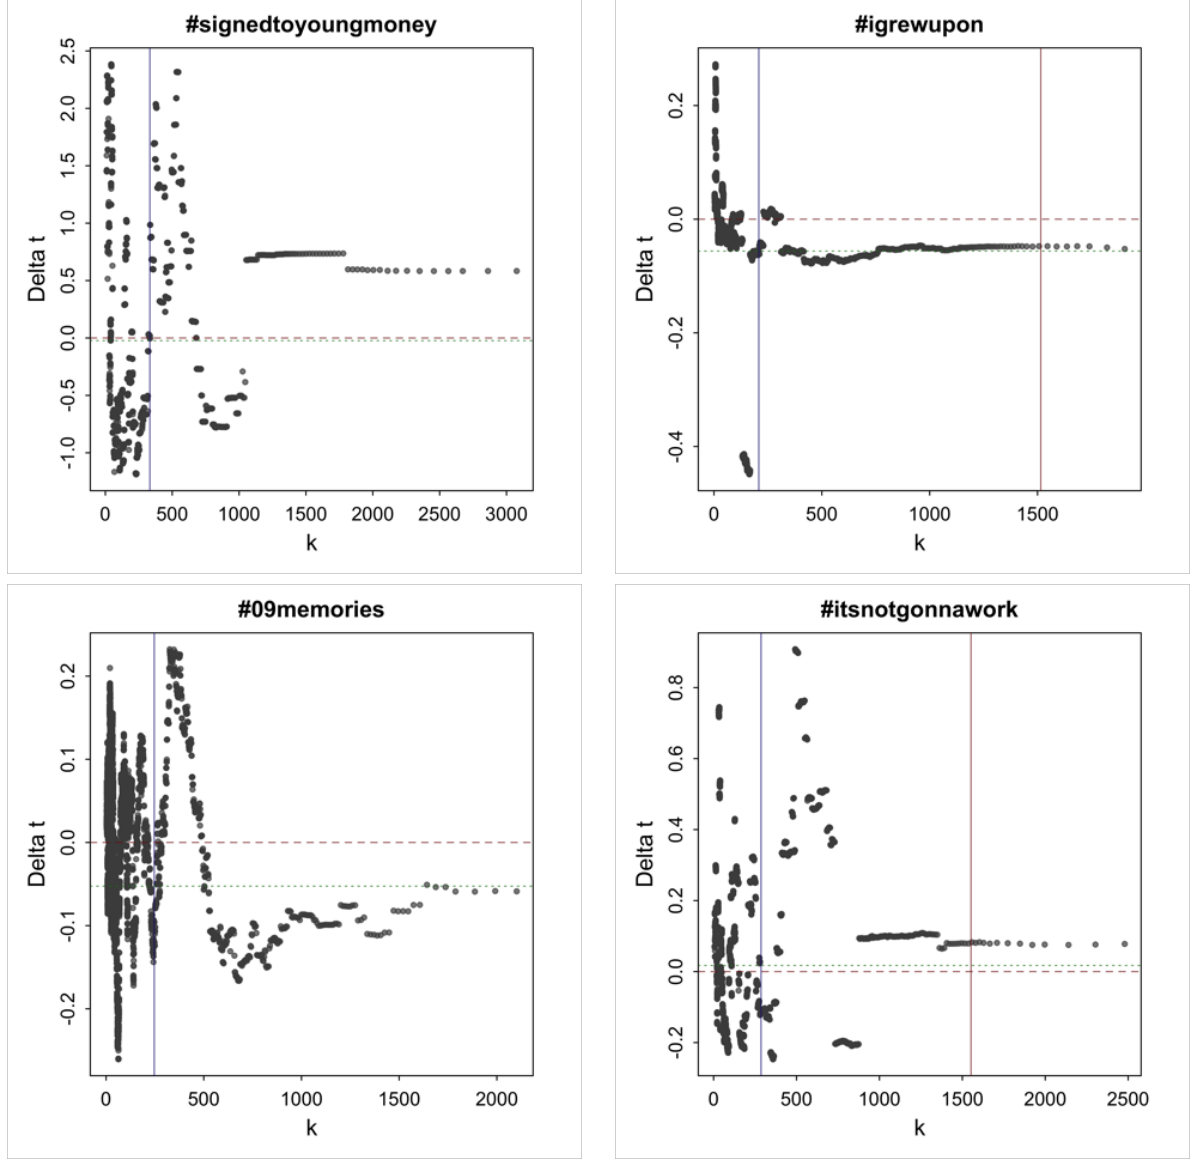 #signedtoyoungmoney
Delta t
2.5
2.0
1.5
1.0
0.5
0.0
-0.5
-1.0
0 500 1000 1500 2000 2500 3000
k
#igrewupon
Delta t
0.2
0.0
-0.2
-0.4
0 500 1000 1500
k
#09memories
Delta t
0.2
0.1
0.0
-0.1
-0.2
0 500 1000 1500 2000
k
#itsnotgonnawork
Delta t
0.8
0.6
0.4
0.2
0.0
-0.2
0 500 1000 1500 2000 2500
k